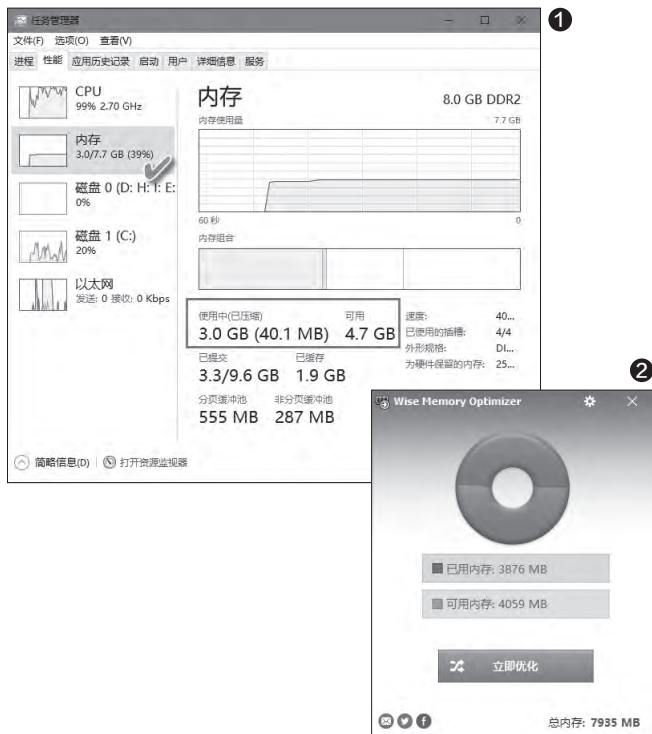 任务管理器
❶
文件(F) 选项(O) 查看(V)
进程 性能 应用历史记录 启动 用户 详细信息 服务
CPU
99% 2.70 GHz
内存
3.0/7.7 GB (39%)
磁盘 0 (D: H: I: E:
0%
磁盘 1 (C:)
20%
以太网
发送: 0 接收: 0 Kbps
内存 8.0 GB DDR2
内存使用量 7.7 GB
60 秒 0
内存组合
使用中(已压缩) 可用
3.0 GB (40.1 MB) 4.7 GB
已提交 已缓存
3.3/9.6 GB 1.9 GB
分页缓冲池 非分页缓冲池
555 MB 287 MB
速度: 40...
已使用的插槽: 4/4
外形规格: DI...
为硬件保留的内存: 25...
简略信息(D) 打开资源监视器
❷
Wise Memory Optimizer
已用内存: 3876 MB
可用内存: 4059 MB
立即优化
总内存: 7935 MB